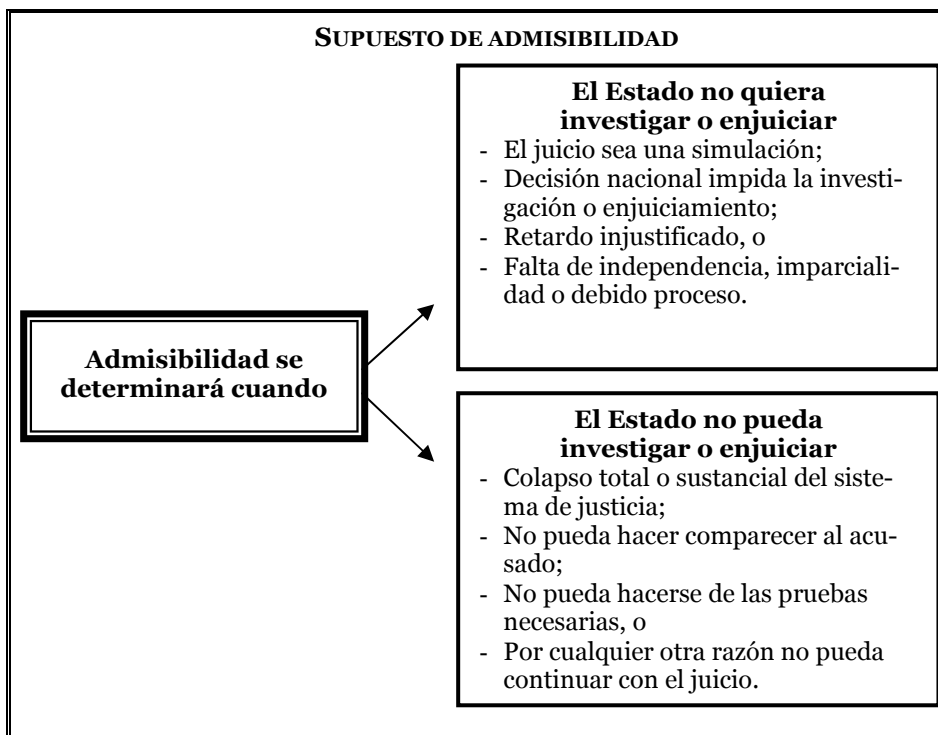 SUPUESTO DE ADMISIBILIDAD
Admisibilidad se
determinará cuando
El Estado no quiera
investigar o enjuiciar
- El juicio sea una simulación;
- Decisión nacional impida la investi-
gación o enjuiciamiento;
- Retardo injustificado, o
- Falta de independencia, imparciali-
dad o debido proceso.
El Estado no pueda
investigar o enjuiciar
- Colapso total o sustancial del siste-
ma de justicia;
- No pueda hacer comparecer al acu-
sado;
- No pueda hacerse de las pruebas
necesarias, o
- Por cualquier otra razón no pueda
continuar con el juicio.